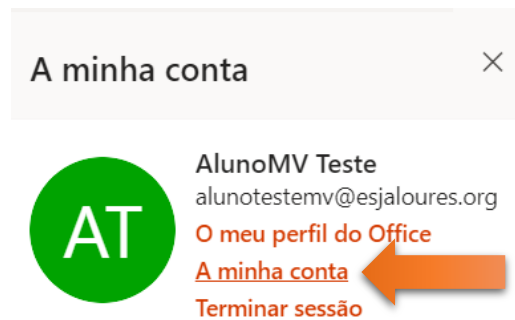 A minha conta
AT
AlunoMV Teste
alunotestemv@esjaloures.org
O meu perfil do Office
A minha conta
Terminar sessão